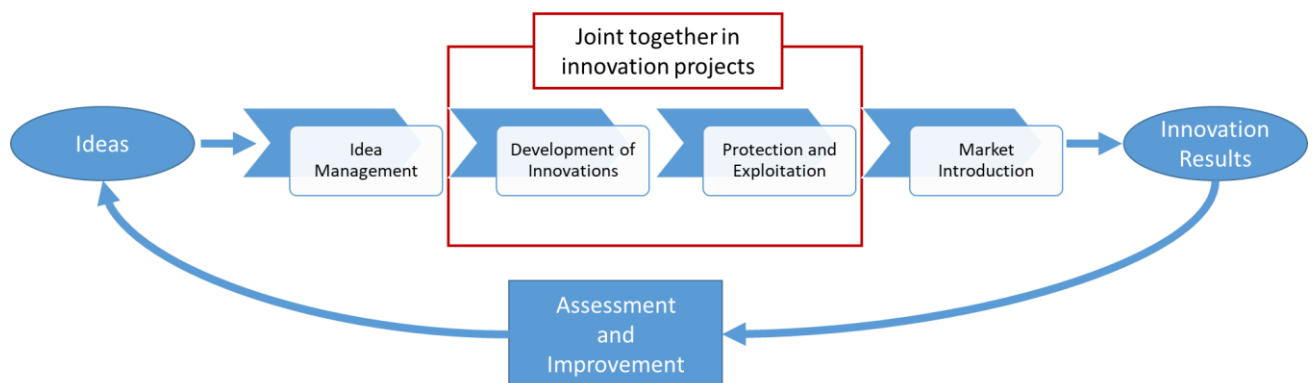 Joint together in
innovation projects
Ideas
Idea
Management
Development of
Innovations
Protection and
Exploitation
Market
Introduction
Innovation
Results
Assessment
and
Improvement